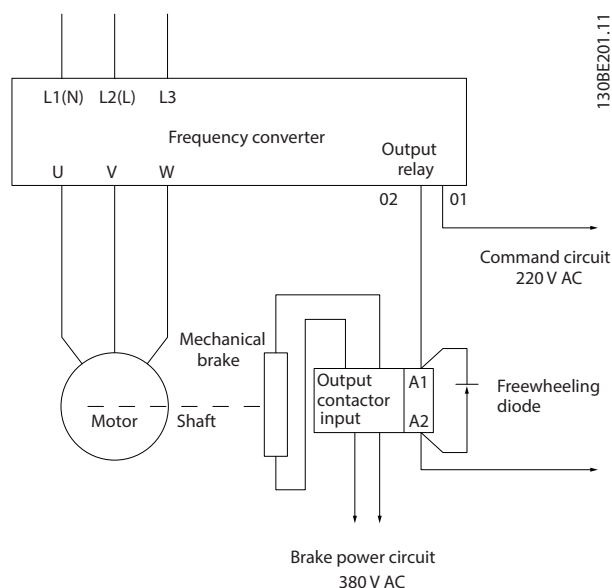 130BE201.11
L1(N) L2(L) L3
Frequency converter
Output
relay
U V W
02 01
Command circuit
220 V AC
Mechanical
brake
Output
contactor
input
A1
A2
Freewheeling
diode
Motor
Shaft
Brake power circuit
380 V AC